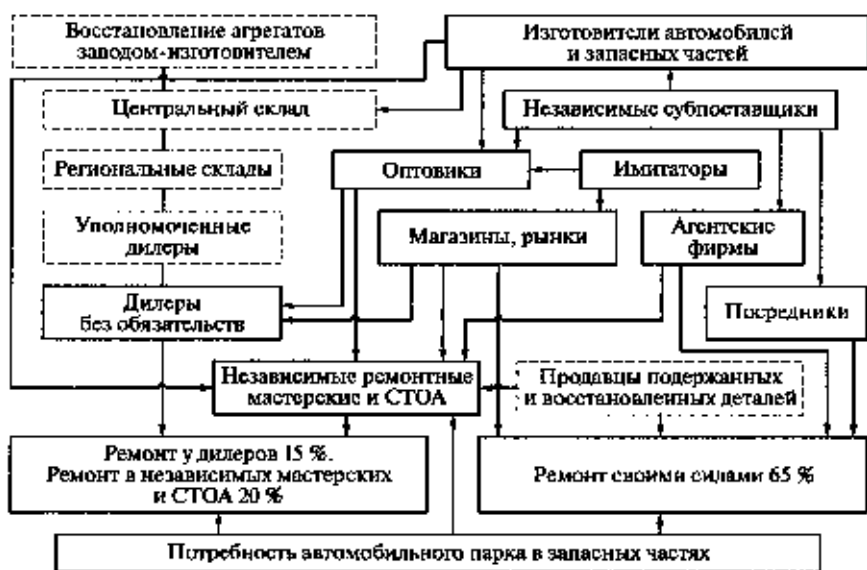 Восстановление агрегатов
заводом-изготовителем
Изготовители автомобилей
и запасных частей
Центральный склад
Независимые субпоставщики
Региональные склады
Оптовики
Имитаторы
Уполномоченные
дилеры
Магазины, рынки
Агентские
фирмы
Дилеры
без обязательств
Посредники
Независимые ремонтные
мастерские и СТОА
Продавцы подержанных
и восстановленных деталей
Ремонт у дилеров 15 %.
Ремонт в независимых мастерских
и СТОА 20 %
Ремонт своими силами 65 %
Потребность автомобильного парка в запасных частях